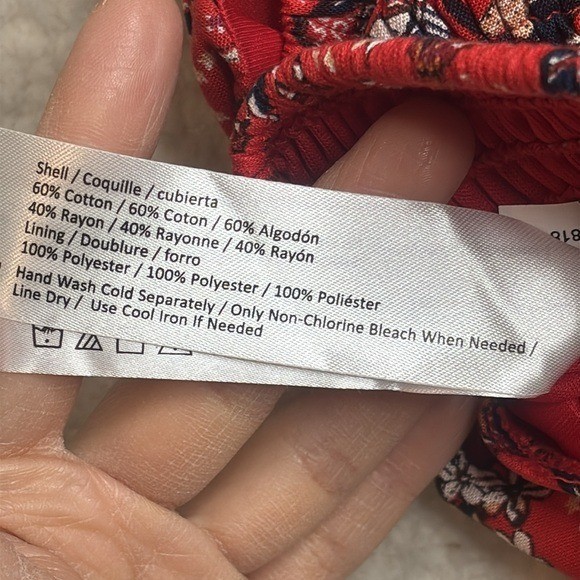 Shell / Coquille / cubierta
60% Cotton / 60% Coton / 60% Algodón
40% Rayon / 40% Rayonne / 40% Rayón
Lining / Doublure / forro
100% Polyester / 100% Polyester / 100% Poliéster
Hand Wash Cold Separately / Only Non-Chlorine Bleach When Needed /
Line Dry / Use Cool Iron If Needed